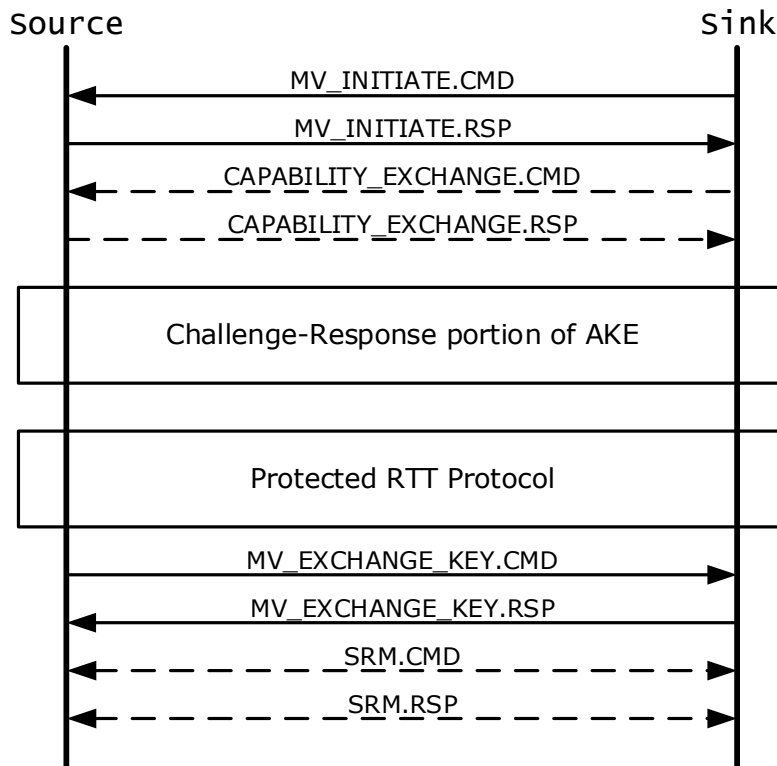 Source
Sink
MV_INITIATE.CMD
MV_INITIATE.RSP
CAPABILITY_EXCHANGE.CMD
CAPABILITY_EXCHANGE.RSP
Challenge-Response portion of AKE
Protected RTT Protocol
MV_EXCHANGE_KEY.CMD
MV_EXCHANGE_KEY.RSP
SRM.CMD
SRM.RSP